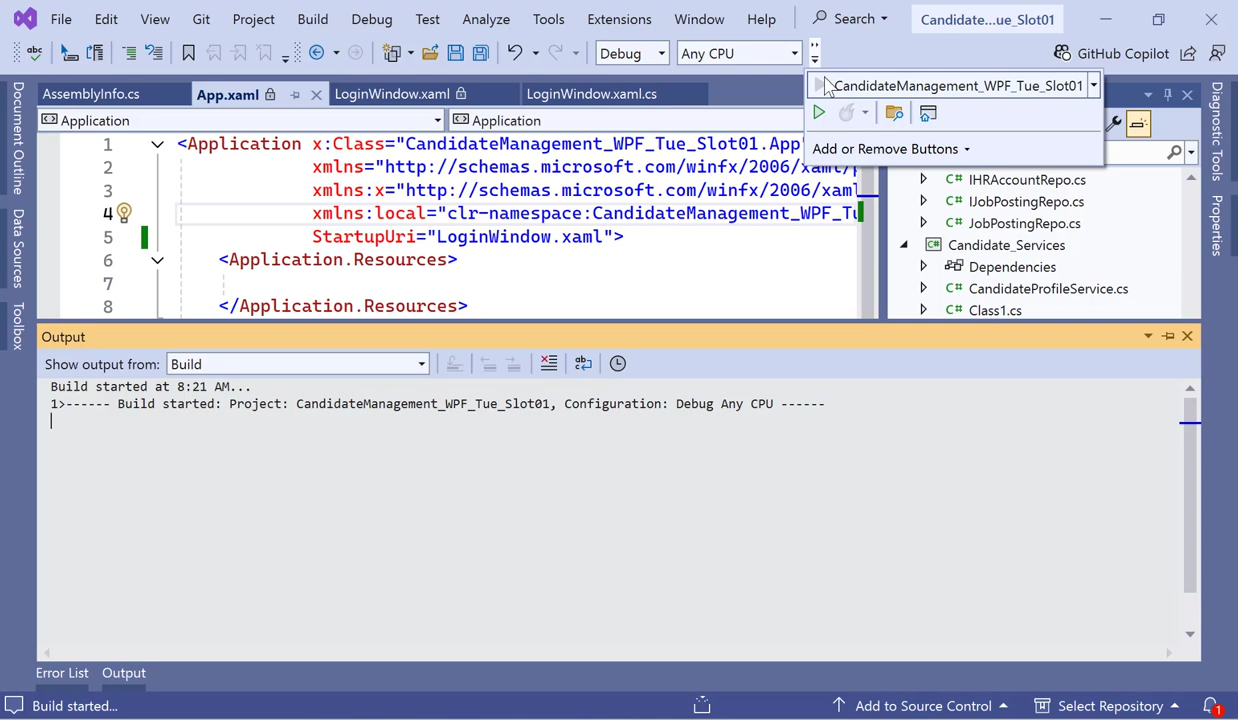 File Edit View Git Project Build Debug Test Analyze Tools Extensions Window Help Search Candidate...ue_Slot01
abc Debug Any CPU GitHub Copilot
AssemblyInfo.cs App.xaml LoginWindow.xaml LoginWindow.xaml.cs
CandidateManagement_WPF_Tue_Slot01
Application Application
Add or Remove Buttons
1 <Application x:Class="CandidateManagement_WPF_Tue_Slot01.App"
2 xmlns="http://schemas.microsoft.com/winfx/2006/xaml/
3 xmlns:x="http://schemas.microsoft.com/winfx/2006/xaml
4 xmlns:local="clr-namespace:CandidateManagement_WPF_Tu
5 StartupUri="LoginWindow.xaml">
6 <Application.Resources>
7
8 </Application.Resources>
C# IHRAccountRepo.cs
C# IJobPostingRepo.cs
C# JobPostingRepo.cs
C# Candidate_Services
Dependencies
C# CandidateProfileService.cs
C# Class1.cs
Document Outline
Data Sources
Toolbox
Diagnostic Tools
Properties
Output
Show output from: Build
Build started at 8:21 AM...
1>------ Build started: Project: CandidateManagement_WPF_Tue_Slot01, Configuration: Debug Any CPU ------
Error List Output
Build started... Add to Source Control Select Repository 1